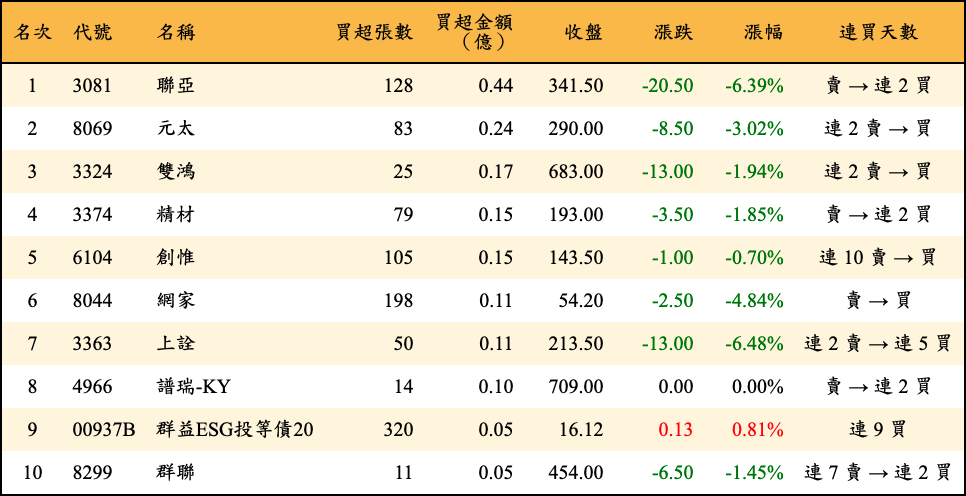 名次 代號 名稱 買超張數 買超金額（億） 收盤 漲跌 漲幅 連買天數
1 3081 聯亞 128 0.44 341.50 -20.50 -6.39% 賣 → 連 2 買
2 8069 元太 83 0.24 290.00 -8.50 -3.02% 連 2 賣 → 買
3 3324 雙鴻 25 0.17 683.00 -13.00 -1.94% 連 2 賣 → 買
4 3374 精材 79 0.15 193.00 -3.50 -1.85% 賣 → 連 2 買
5 6104 創惟 105 0.15 143.50 -1.00 -0.70% 連 10 賣 → 買
6 8044 網家 198 0.11 54.20 -2.50 -4.84% 賣 → 買
7 3363 上詮 50 0.11 213.50 -13.00 -6.48% 連 2 賣 → 連 5 買
8 4966 譜瑞-KY 14 0.10 709.00 0.00 0.00% 賣 → 連 2 買
9 00937B 群益ESG投等債20 320 0.05 16.12 0.13 0.81% 連 9 買
10 8299 群聯 11 0.05 454.00 -6.50 -1.45% 連 7 賣 → 連 2 買